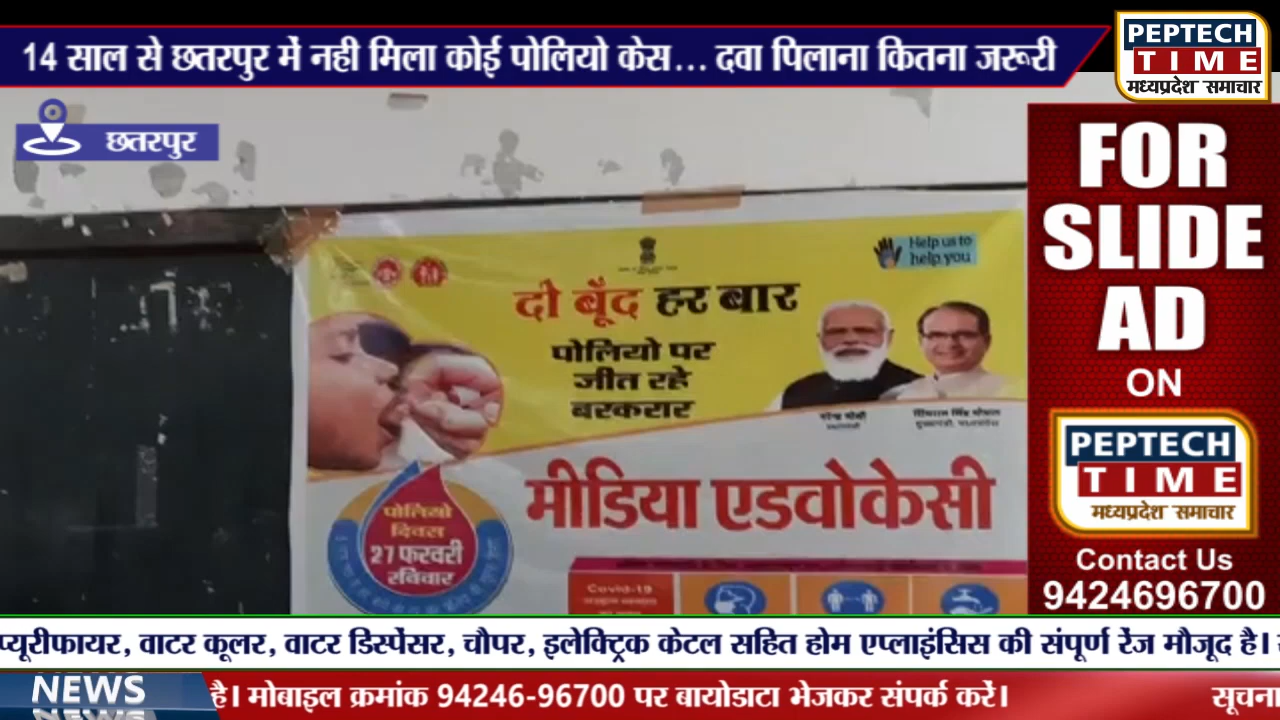 14 साल से छतरपुर में नही मिला कोई पोलियो केस... दवा पिलाना कितना जरूरी
PEPTECH
TIME
मध्यप्रदेश समाचार
छतरपुर
Help us to
help you
दो बूँद हर बार
पोलियो पर
जीत रहे
बरकरार
नरेन्द्र मोदी
मीडिया एडवोकेसी
पोलियो
दिवस
27 फरवरी
रविवार
Covid-19
FOR
SLIDE
AD
ON
PEPTECH
TIME
मध्यप्रदेश समाचार
Contact Us
9424696700
प्यूरीफायर, वाटर कूलर, वाटर डिस्पेंसर, चौपर, इलेक्ट्रिक केटल सहित होम एप्लाइंसिस की संपूर्ण रेंज मौजूद है।
NEWS
है। मोबाइल क्रमांक 94246-96700 पर बायोडाटा भेजकर संपर्क करें।
सूचना